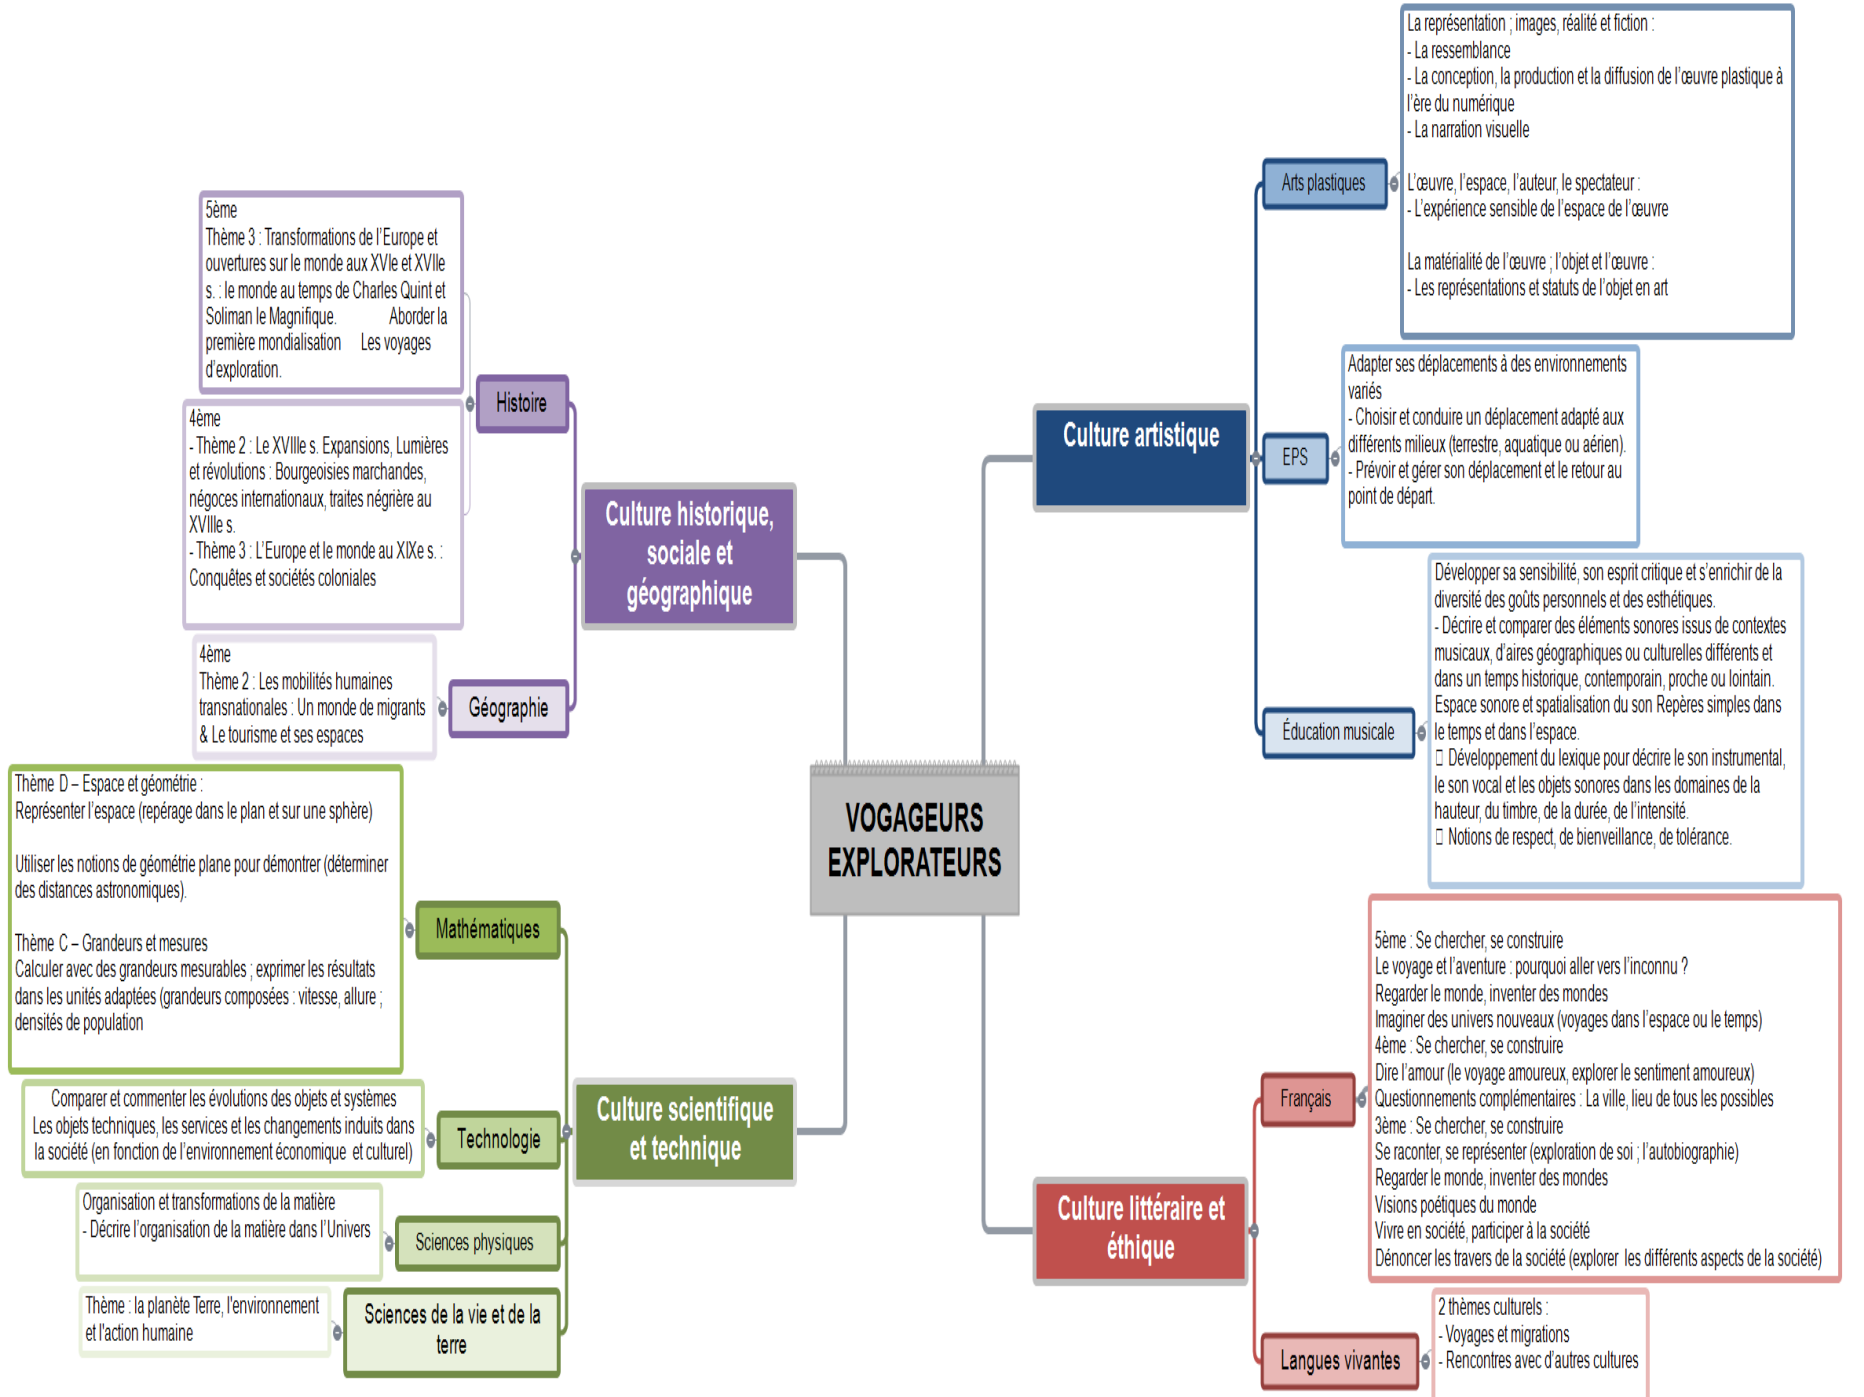 VOGAGEURS
EXPLORATEURS
Culture historique,
sociale et
géographique
Histoire
5ème
Thème 3 : Transformations de l'Europe et
ouvertures sur le monde aux XVIe et XVIIe
s. : le monde au temps de Charles Quint et
Soliman le Magnifique. Aborder la
première mondialisation Les voyages
d'exploration.
4ème
- Thème 2 : Le XVIIIe s. Expansions, Lumières
et révolutions : Bourgeoisies marchandes,
négoces internationaux, traites négrière au
XVIIIe s.
- Thème 3 : L'Europe et le monde au XIXe s. :
Conquêtes et sociétés coloniales
Géographie
4ème
Thème 2 : Les mobilités humaines
transnationales : Un monde de migrants
& Le tourisme et ses espaces
Culture scientifique
et technique
Mathématiques
Thème D – Espace et géométrie :
Représenter l'espace (repérage dans le plan et sur une sphère)
Utiliser les notions de géométrie plane pour démontrer (déterminer
des distances astronomiques).
Thème C – Grandeurs et mesures
Calculer avec des grandeurs mesurables ; exprimer les résultats
dans les unités adaptées (grandeurs composées : vitesse, allure ;
densités de population
Technologie
Comparer et commenter les évolutions des objets et systèmes
Les objets techniques, les services et les changements induits dans
la société (en fonction de l'environnement économique et culturel)
Sciences physiques
Organisation et transformations de la matière
- Décrire l'organisation de la matière dans l'Univers
Sciences de la vie et de la
terre
Thème : la planète Terre, l'environnement
et l'action humaine
Culture artistique
Arts plastiques
La représentation ; images, réalité et fiction :
- La ressemblance
- La conception, la production et la diffusion de l'œuvre plastique à
l'ère du numérique
- La narration visuelle
L'œuvre, l'espace, l'auteur, le spectateur :
- L'expérience sensible de l'espace de l'œuvre
La matérialité de l'œuvre ; l'objet et l'œuvre :
- Les représentations et statuts de l'objet en art
EPS
Adapter ses déplacements à des environnements
variés
- Choisir et conduire un déplacement adapté aux
différents milieux (terrestre, aquatique ou aérien).
- Prévoir et gérer son déplacement et le retour au
point de départ.
Éducation musicale
Développer sa sensibilité, son esprit critique et s'enrichir de la
diversité des goûts personnels et des esthétiques.
- Décrire et comparer des éléments sonores issus de contextes
musicaux, d'aires géographiques ou culturelles différents et
dans un temps historique, contemporain, proche ou lointain.
Espace sonore et spatialisation du son Repères simples dans
le temps et dans l'espace.
▯ Développement du lexique pour décrire le son instrumental,
le son vocal et les objets sonores dans les domaines de la
hauteur, du timbre, de la durée, de l'intensité.
▯ Notions de respect, de bienveillance, de tolérance.
Culture littéraire et
éthique
Français
5ème : Se chercher, se construire
Le voyage et l'aventure : pourquoi aller vers l'inconnu ?
Regarder le monde, inventer des mondes
Imaginer des univers nouveaux (voyages dans l'espace ou le temps)
4ème : Se chercher, se construire
Dire l'amour (le voyage amoureux, explorer le sentiment amoureux)
Questionnements complémentaires : La ville, lieu de tous les possibles
3ème : Se chercher, se construire
Se raconter, se représenter (exploration de soi ; l'autobiographie)
Regarder le monde, inventer des mondes
Visions poétiques du monde
Vivre en société, participer à la société
Dénoncer les travers de la société (explorer les différents aspects de la société)
Langues vivantes
2 thèmes culturels :
- Voyages et migrations
- Rencontres avec d'autres cultures